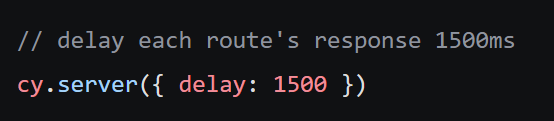 // delay each route's response 1500ms
cy.server({ delay: 1500 })